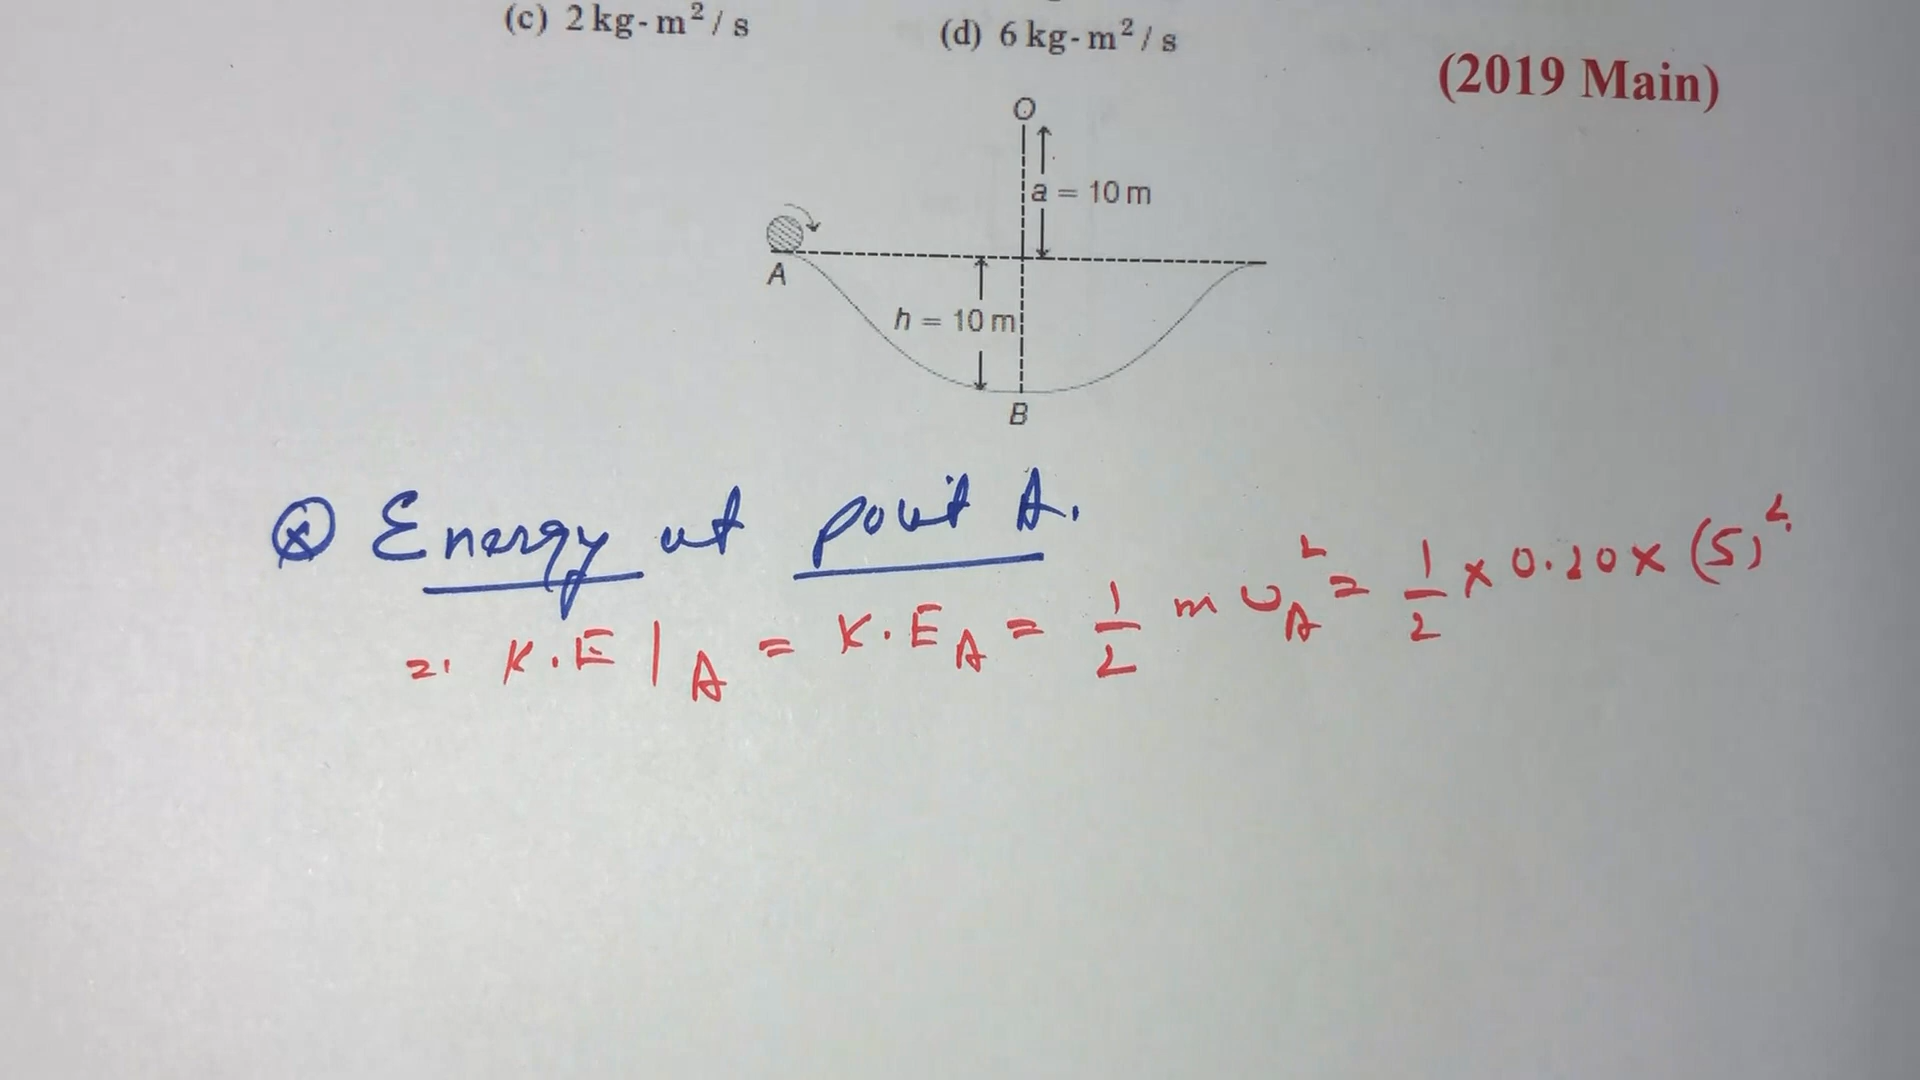 (c) 2 kg-m²/s (d) 6 kg-m²/s
(2019 Main)
O
a = 10 m
A
h = 10 m
B
Energy at point A.
K.E|A = K.EA = 1/2 m υA² = 1/2 × 0.20 × (5)²